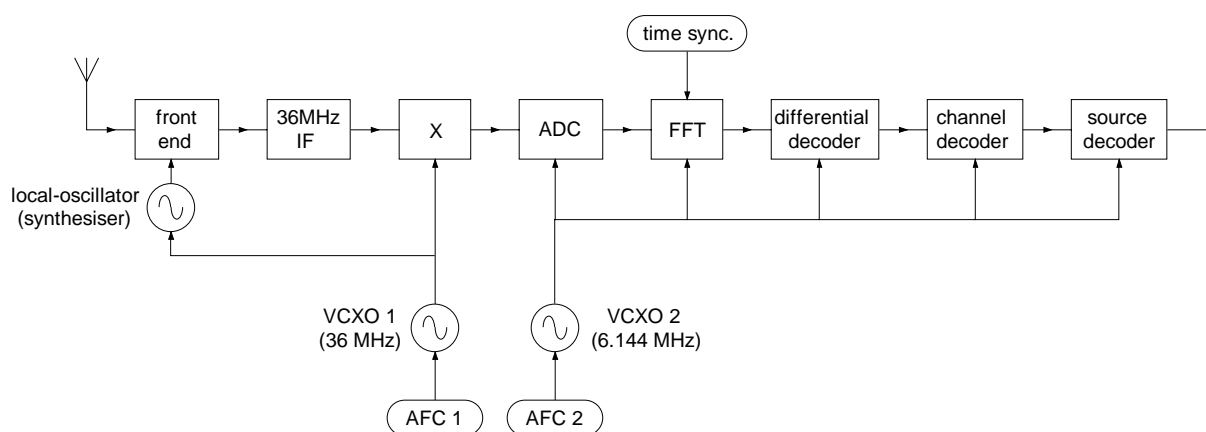 time sync.
front
end
36MHz
IF
X
ADC
FFT
differential
decoder
channel
decoder
source
decoder
local-oscillator
(synthesiser)
VCXO 1
(36 MHz)
VCXO 2
(6.144 MHz)
AFC 1
AFC 2